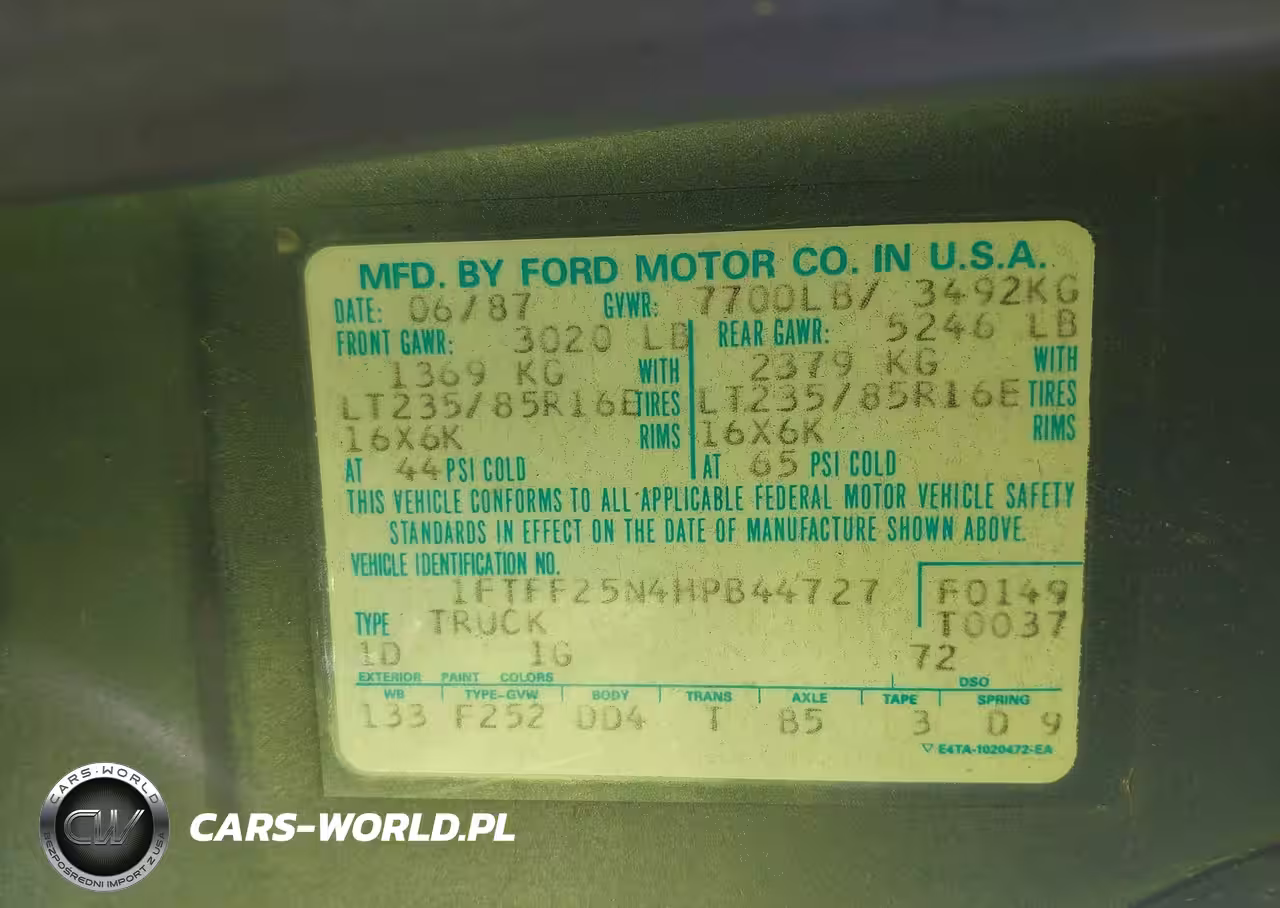 MFD. BY FORD MOTOR CO. IN U.S.A.
DATE: 06/87 GVWR: 7700LB/ 3492KG
FRONT GAWR: 3020 LB REAR GAWR: 5246 LB
1369 KG WITH 2379 KG WITH
LT235/85R16E TIRES LT235/85R16E TIRES
16X6K RIMS 16X6K RIMS
AT 44 PSI COLD AT 65 PSI COLD
THIS VEHICLE CONFORMS TO ALL APPLICABLE FEDERAL MOTOR VEHICLE SAFETY
STANDARDS IN EFFECT ON THE DATE OF MANUFACTURE SHOWN ABOVE.
VEHICLE IDENTIFICATION NO.
1FTFF25N4HPB44727 F0149
TYPE TRUCK T0037
1D 1G 72
EXTERIOR PAINT COLORS DSO
WB TYPE-GVW BODY TRANS AXLE TAPE SPRING
133 F252 DD4 T B5 3 D 9
▽ E4TA-1020472-EA
CARS-WORLD
CW
BEZPOŚREDNI IMPORT Z USA
CARS-WORLD.PL